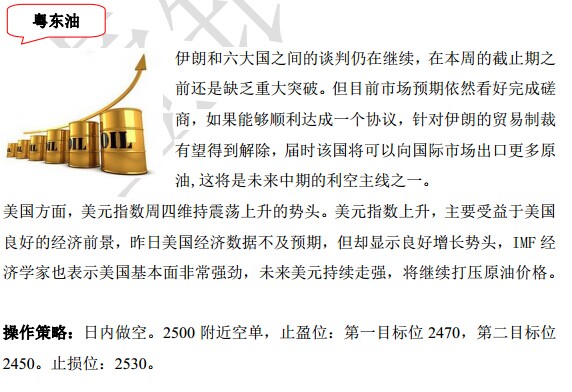 粤东油
伊朗和六大国之间的谈判仍在继续，在本周的截止期之
前还是缺乏重大突破。但目前市场预期依然看好完成磋
商，如果能够顺利达成一个协议，针对伊朗的贸易制裁
有望得到解除，届时该国将可以向国际市场出口更多原
油,这将是未来中期的利空主线之一。
OIL OIL OIL
美国方面，美元指数周四维持震荡上升的势头。美元指数上升，主要受益于美国
良好的经济前景，昨日美国经济数据不及预期，但却显示良好增长势头，IMF 经
济学家也表示美国基本面非常强劲，未来美元持续走强，将继续打压原油价格。
操作策略：日内做空。2500 附近空单，止盈位：第一目标位 2470，第二目标位
2450。止损位：2530。